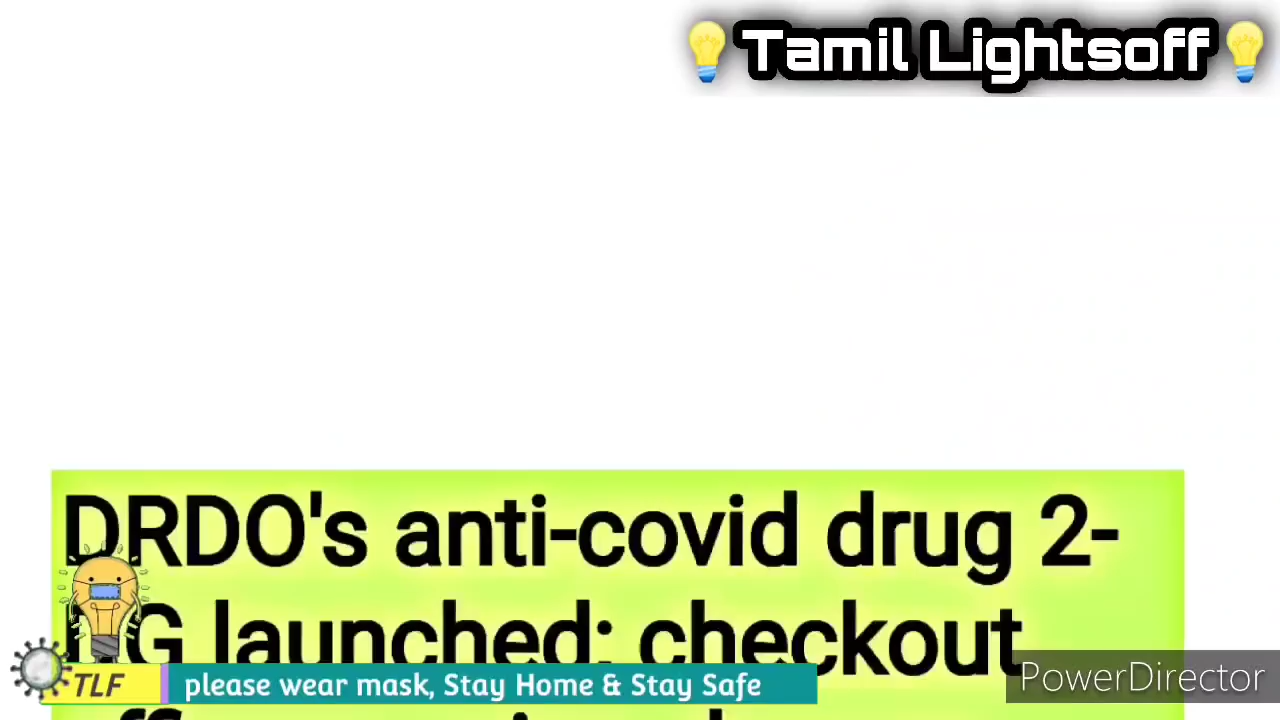 Tamil Lightsoff
DRDO's anti-covid drug 2-
launched: checkout
TLF
please wear mask, Stay Home & Stay Safe
PowerDirector